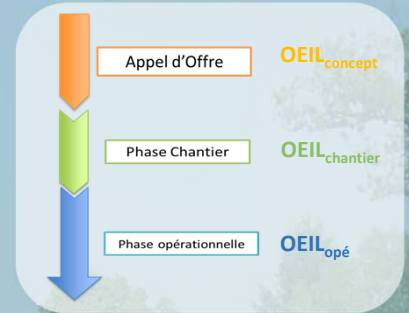 Appel d'Offre OEILconcept
Phase Chantier OEILchantier
Phase opérationnelle OEILopé